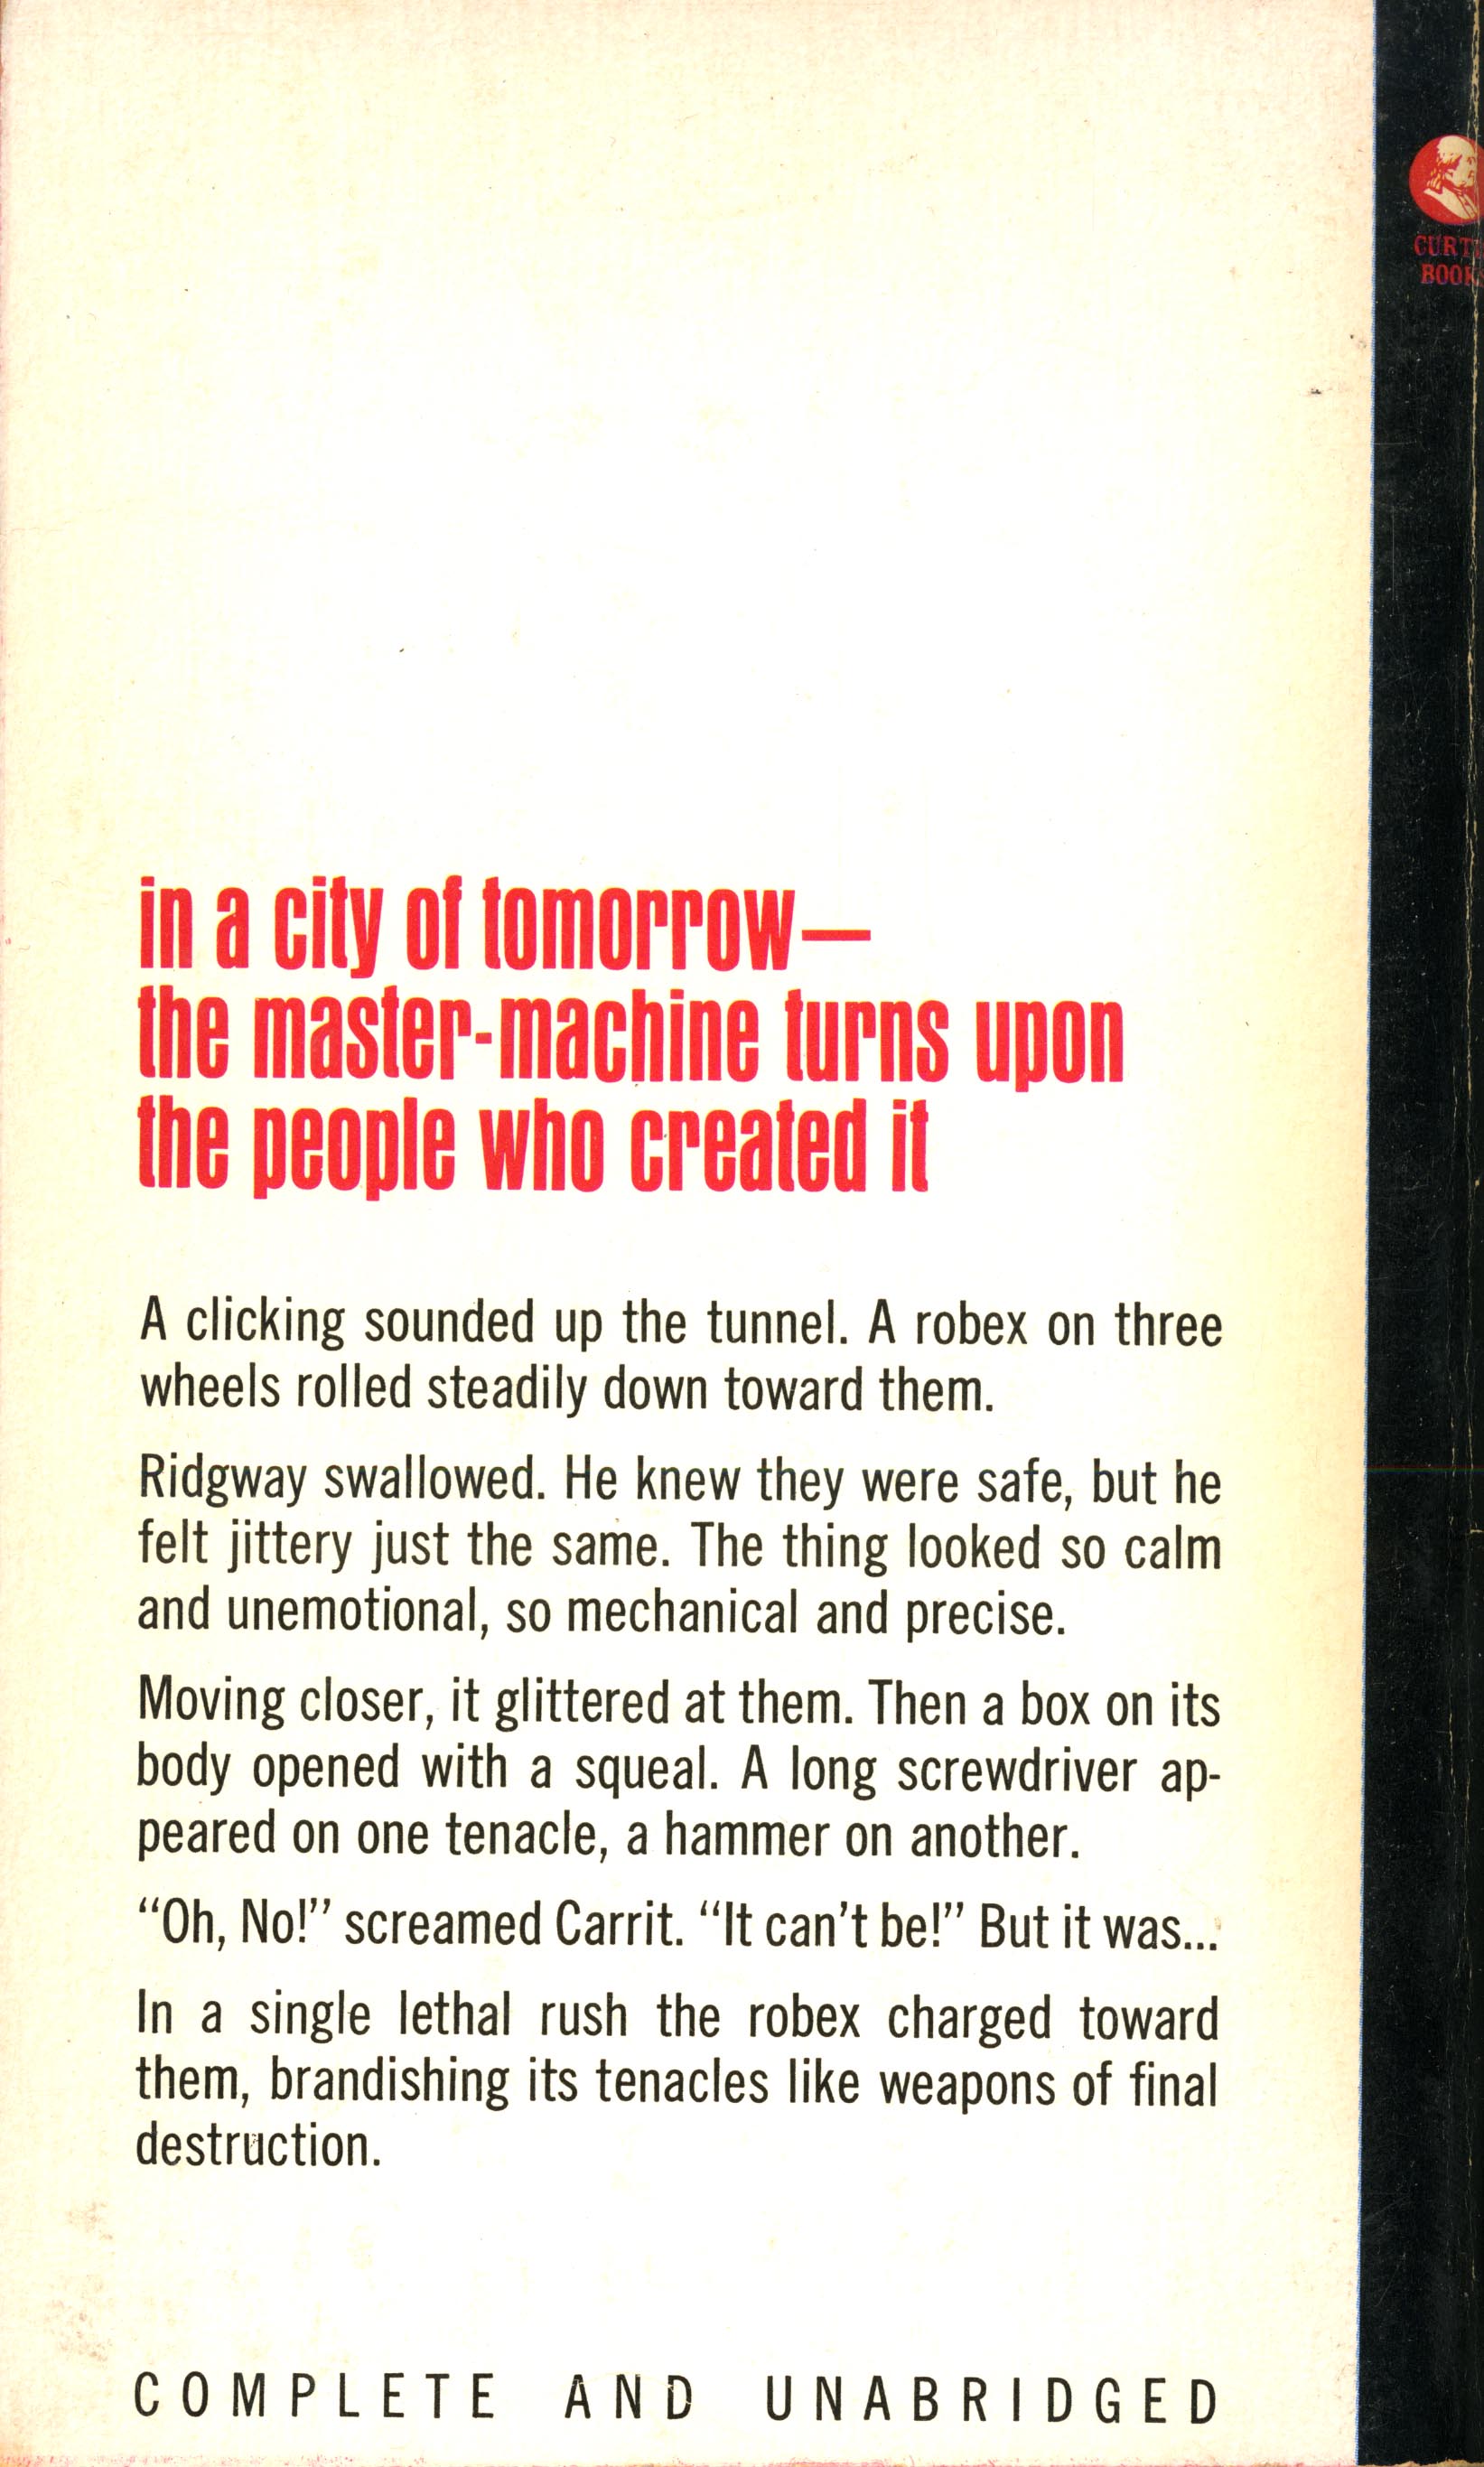 CURTI
BOOKS
in a city of tomorrow—
the master-machine turns upon
the people who created it
A clicking sounded up the tunnel. A robex on three
wheels rolled steadily down toward them.
Ridgway swallowed. He knew they were safe, but he
felt jittery just the same. The thing looked so calm
and unemotional, so mechanical and precise.
Moving closer, it glittered at them. Then a box on its
body opened with a squeal. A long screwdriver ap-
peared on one tenacle, a hammer on another.
“Oh, No!” screamed Carrit. “It can’t be!” But it was...
In a single lethal rush the robex charged toward
them, brandishing its tenacles like weapons of final
destruction.
COMPLETE AND UNABRIDGED